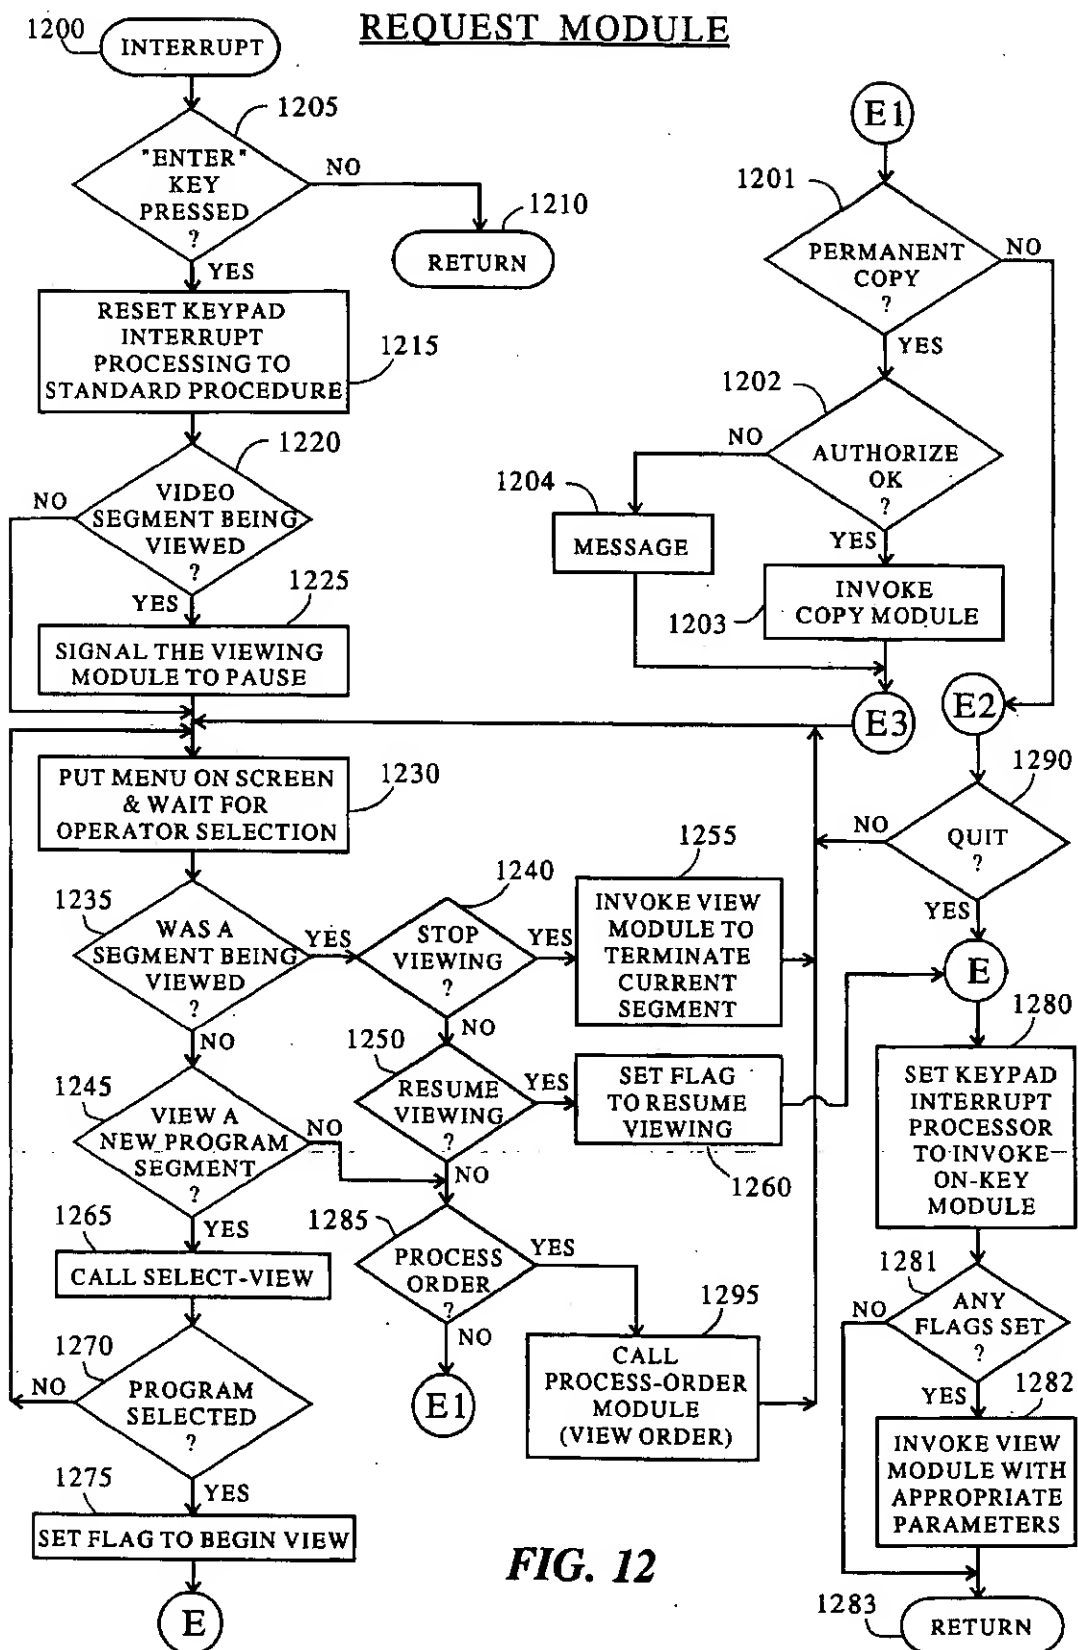 REQUEST MODULE
1200
INTERRUPT
1205
"ENTER"
KEY
PRESSED
?
NO
1210
RETURN
YES
RESET KEYPAD
INTERRUPT
PROCESSING TO
STANDARD PROCEDURE
1215
1220
VIDEO
SEGMENT BEING
VIEWED
?
NO
YES
1225
SIGNAL THE VIEWING
MODULE TO PAUSE
PUT MENU ON SCREEN
& WAIT FOR
OPERATOR SELECTION
1230
1235
WAS A
SEGMENT BEING
VIEWED
?
YES
NO
1240
STOP
VIEWING
?
YES
NO
1255
INVOKE VIEW
MODULE TO
TERMINATE
CURRENT
SEGMENT
1245
VIEW A
NEW PROGRAM
SEGMENT
?
NO
YES
1250
RESUME
VIEWING
?
YES
NO
SET FLAG
TO RESUME
VIEWING
1260
1265
CALL SELECT-VIEW
1285
PROCESS
ORDER
?
YES
NO
E1
1295
CALL
PROCESS-ORDER
MODULE
(VIEW ORDER)
1270
PROGRAM
SELECTED
?
NO
YES
1275
SET FLAG TO BEGIN VIEW
E
E1
1201
PERMANENT
COPY
?
NO
YES
1202
AUTHORIZE
OK
?
NO
YES
1204
MESSAGE
INVOKE
COPY MODULE
1203
E3
E2
1290
QUIT
?
NO
YES
E
1280
SET KEYPAD
INTERRUPT
PROCESSOR
TO INVOKE-
ON-KEY
MODULE
1281
ANY
FLAGS SET
?
NO
YES
1282
INVOKE VIEW
MODULE WITH
APPROPRIATE
PARAMETERS
1283
RETURN
FIG. 12